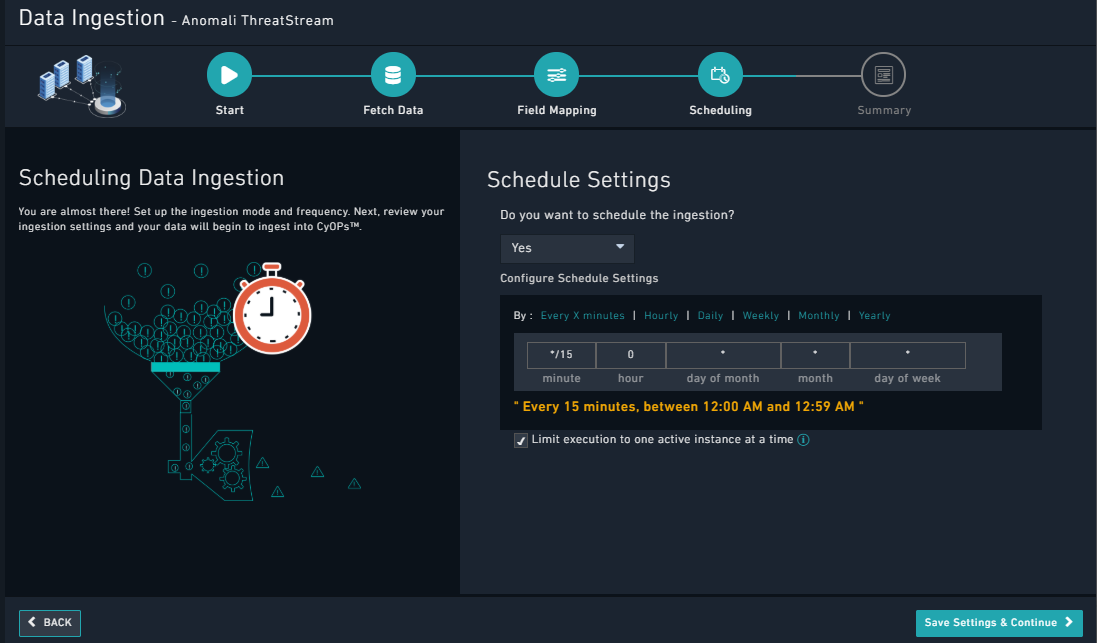 Data Ingestion - Anomali ThreatStream
Start
Fetch Data
Field Mapping
Scheduling
Summary
Scheduling Data Ingestion
You are almost there! Set up the ingestion mode and frequency. Next, review your
ingestion settings and your data will begin to ingest into CyOPs™.
Schedule Settings
Do you want to schedule the ingestion?
Yes
Configure Schedule Settings
By : Every X minutes | Hourly | Daily | Weekly | Monthly | Yearly
*/15 0 * * *
minute hour day of month month day of week
" Every 15 minutes, between 12:00 AM and 12:59 AM "
Limit execution to one active instance at a time
BACK
Save Settings & Continue